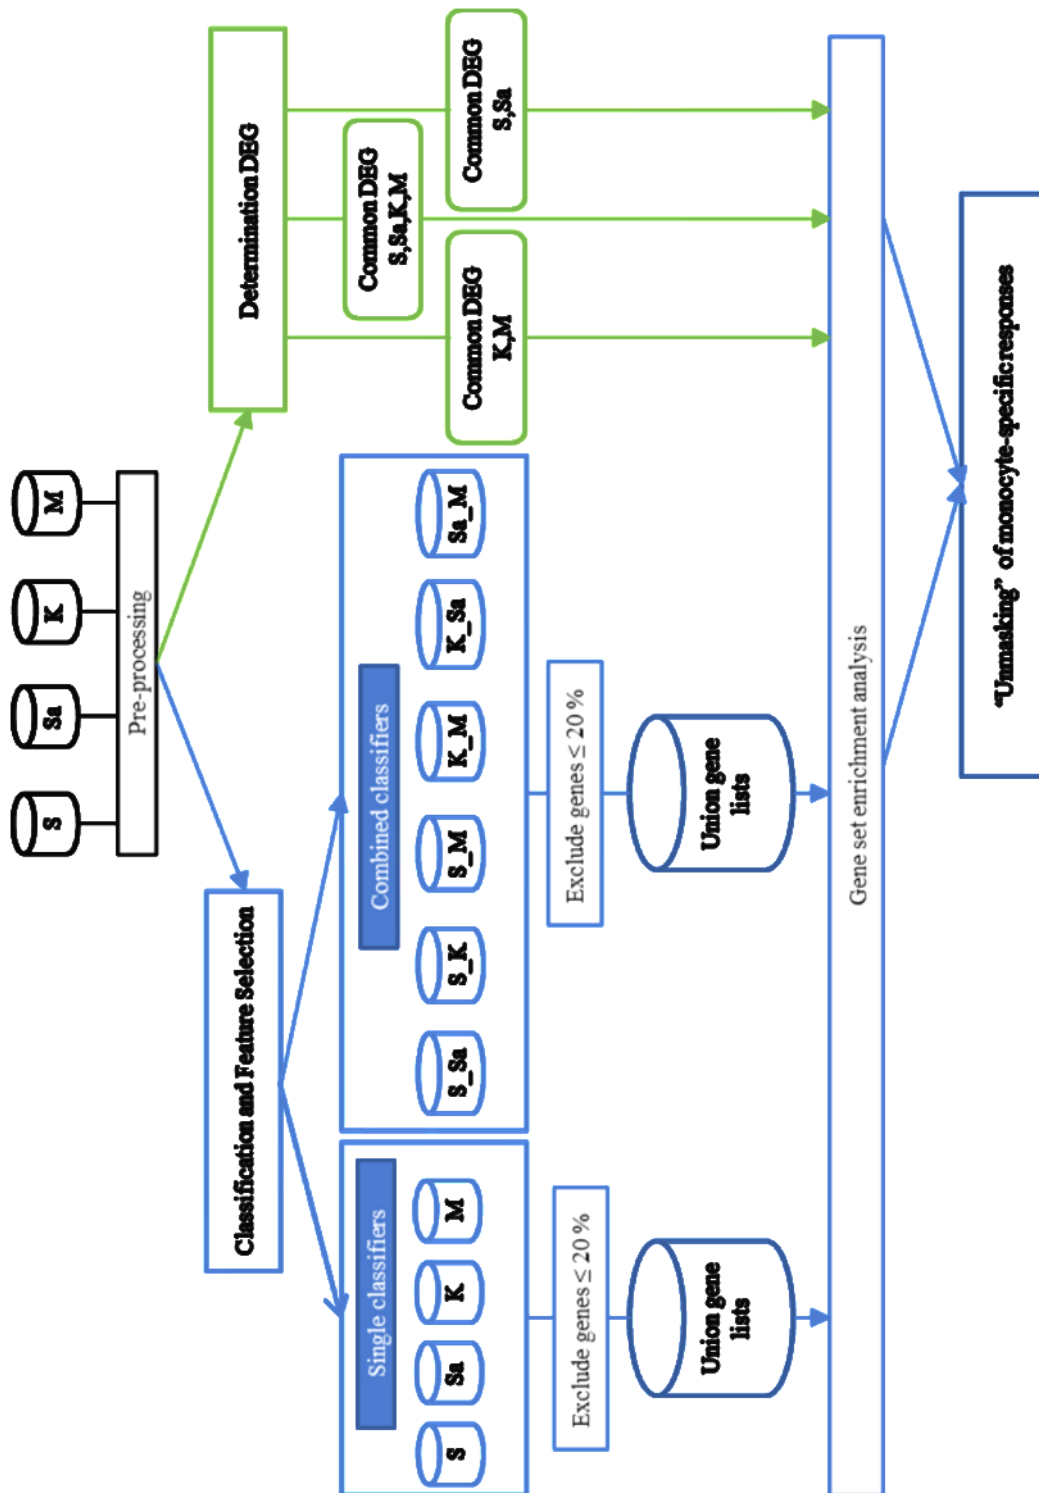 S
Sa
K
M
Pre-processing
Classification and Feature Selection
Determination DEG
Single classifiers
S
Sa
K
M
Combined classifiers
S_Sa
S_K
S_M
K_M
K_Sa
Sa_M
Common DEG
K,M
Common DEG
S,Sa,K,M
Common DEG
S,Sa
Exclude genes ≤ 20 %
Exclude genes ≤ 20 %
Union gene
lists
Union gene
lists
Gene set enrichment analysis
“Unmasking” of monocyte-specific responses